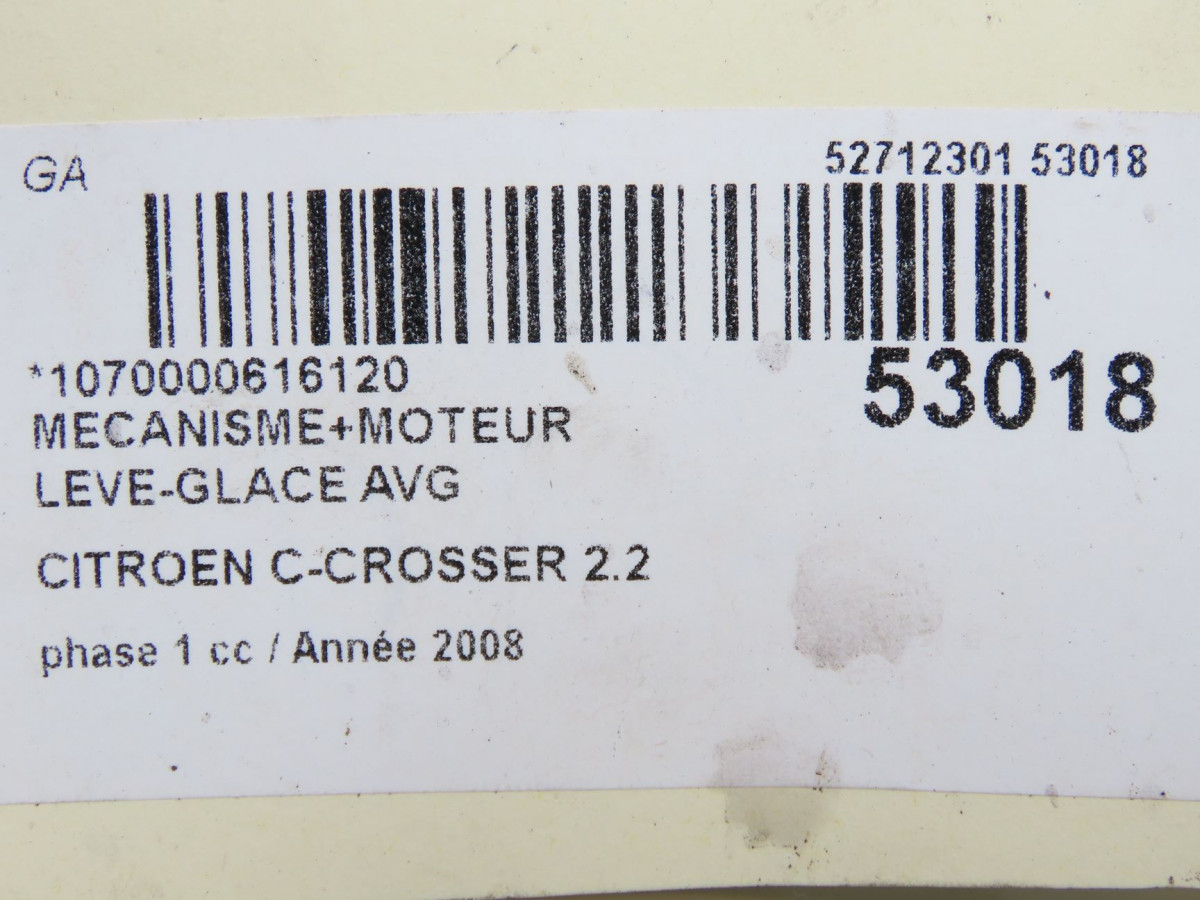 GA
52712301 53018
*1070000616120
53018
MECANISME+MOTEUR
LEVE-GLACE AVG
CITROEN C-CROSSER 2.2
phase 1 cc / Année 2008